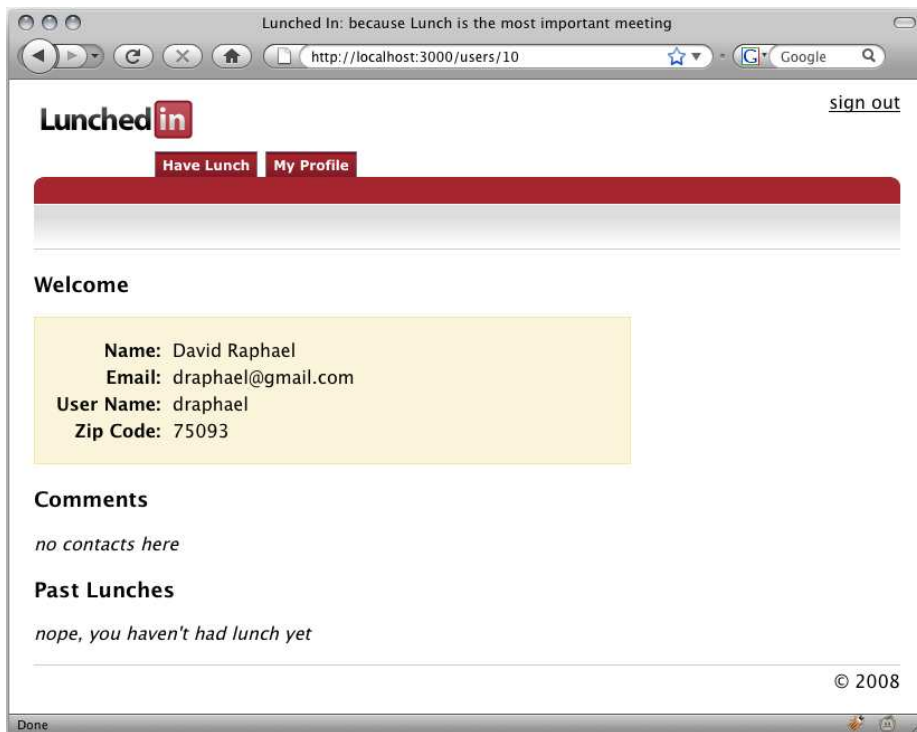 Lunched In: because Lunch is the most important meeting
http://localhost:3000/users/10
G Google
sign out
Lunched in
Have Lunch My Profile
Welcome
Name: David Raphael
Email: draphael@gmail.com
User Name: draphael
Zip Code: 75093
Comments
no contacts here
Past Lunches
nope, you haven't had lunch yet
© 2008
Done